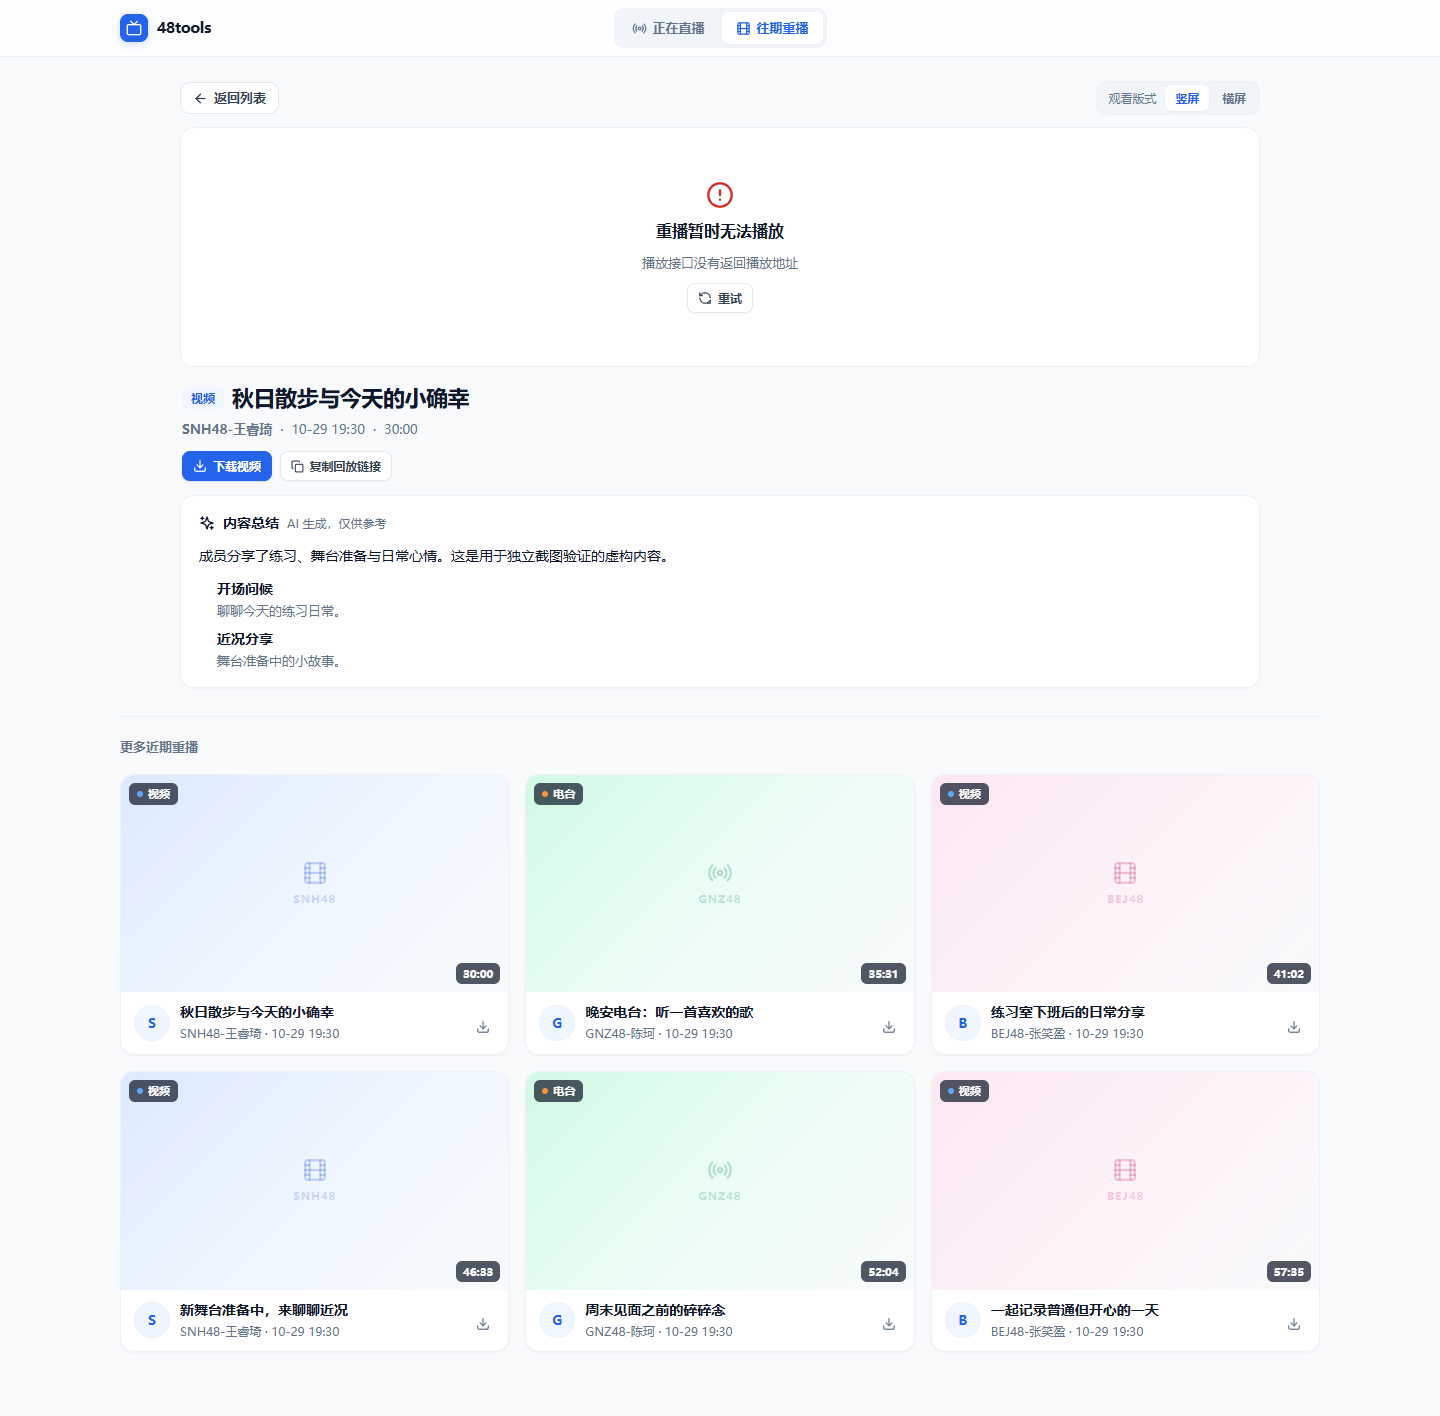 48tools
正在直播
往期重播
返回列表
观看版式
竖屏
横屏
重播暂时无法播放
播放接口没有返回播放地址
重试
视频
秋日散步与今天的小确幸
SNH48-王睿琦 · 10-29 19:30 · 30:00
下载视频
复制回放链接
内容总结 AI 生成，仅供参考
成员分享了练习、舞台准备与日常心情。这是用于独立截图验证的虚构内容。
开场问候
聊聊今天的练习日常。
近况分享
舞台准备中的小故事。
更多近期重播
视频
SNH48
30:00
S
秋日散步与今天的小确幸
SNH48-王睿琦 · 10-29 19:30
电台
GNZ48
35:31
G
晚安电台：听一首喜欢的歌
GNZ48-陈珂 · 10-29 19:30
视频
BEJ48
41:02
B
练习室下班后的日常分享
BEJ48-张笑盈 · 10-29 19:30
视频
SNH48
46:33
S
新舞台准备中，来聊聊近况
SNH48-王睿琦 · 10-29 19:30
电台
GNZ48
52:04
G
周末见面之前的碎碎念
GNZ48-陈珂 · 10-29 19:30
视频
BEJ48
57:35
B
一起记录普通但开心的一天
BEJ48-张笑盈 · 10-29 19:30